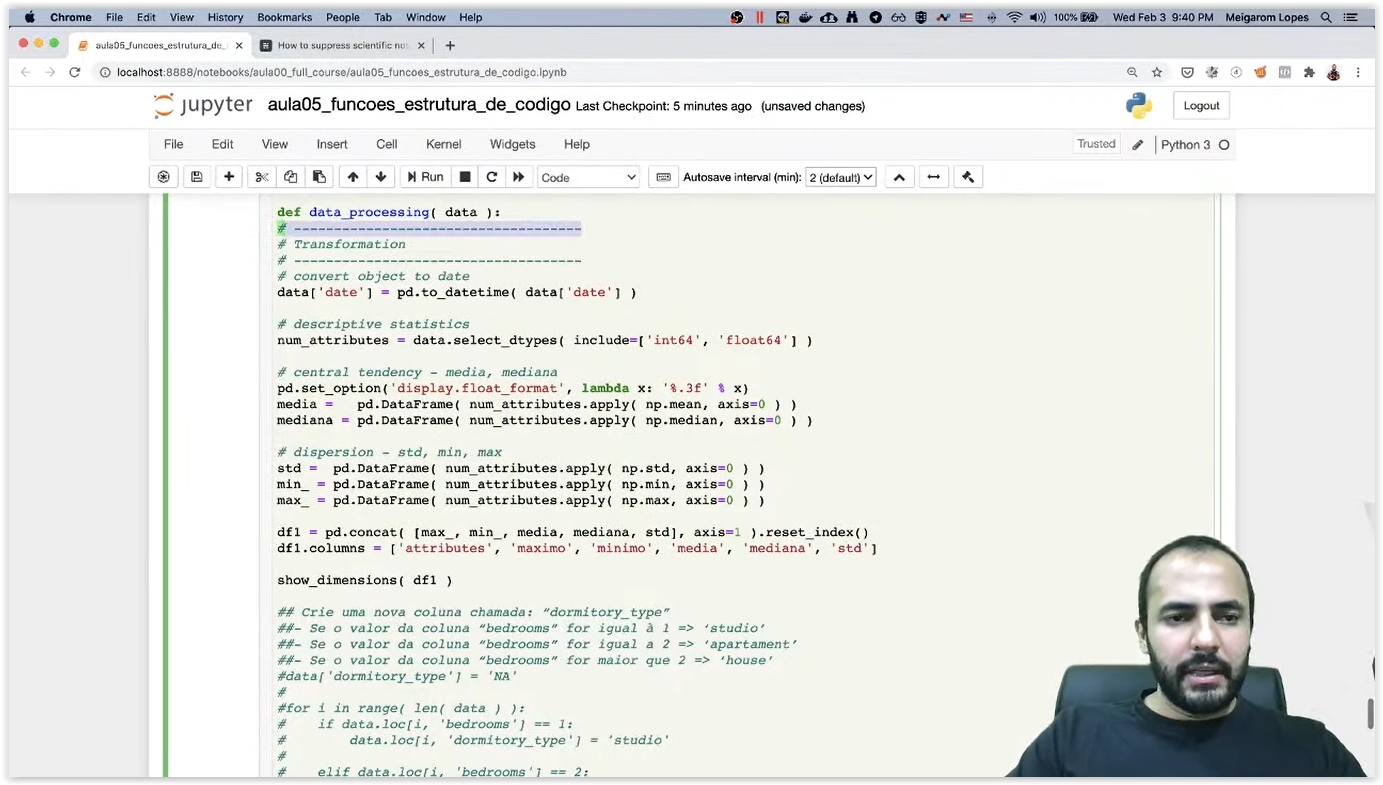 Chrome File Edit View History Bookmarks People Tab Window Help 100% Wed Feb 3 9:40 PM Meigarom Lopes
aula05_funcoes_estrutura_de_ × How to suppress scientific not × +
localhost:8888/notebooks/aula00_full_course/aula05_funcoes_estrutura_de_codigo.ipynb
jupyter aula05_funcoes_estrutura_de_codigo Last Checkpoint: 5 minutes ago (unsaved changes) Logout
File Edit View Insert Cell Kernel Widgets Help Trusted Python 3
Run Code Autosave interval (min): 2 (default)
def data_processing( data ):
# ------------------------------------
# Transformation
# ------------------------------------
# convert object to date
data['date'] = pd.to_datetime( data['date'] )
# descriptive statistics
num_attributes = data.select_dtypes( include=['int64', 'float64'] )
# central tendency - media, mediana
pd.set_option('display.float_format', lambda x: '%.3f' % x)
media =   pd.DataFrame( num_attributes.apply( np.mean, axis=0 ) )
mediana = pd.DataFrame( num_attributes.apply( np.median, axis=0 ) )
# dispersion - std, min, max
std =  pd.DataFrame( num_attributes.apply( np.std, axis=0 ) )
min_ = pd.DataFrame( num_attributes.apply( np.min, axis=0 ) )
max_ = pd.DataFrame( num_attributes.apply( np.max, axis=0 ) )
df1 = pd.concat( [max_, min_, media, mediana, std], axis=1 ).reset_index()
df1.columns = ['attributes', 'maximo', 'minimo', 'media', 'mediana', 'std']
show_dimensions( df1 )
## Crie uma nova coluna chamada: “dormitory_type”
##- Se o valor da coluna “bedrooms” for igual à 1 => ‘studio’
##- Se o valor da coluna “bedrooms” for igual a 2 => ‘apartament’
##- Se o valor da coluna “bedrooms” for maior que 2 => ‘house’
#data['dormitory_type'] = 'NA'
#
#for i in range( len( data ) ):
#    if data.loc[i, 'bedrooms'] == 1:
#        data.loc[i, 'dormitory_type'] = 'studio'
#
#    elif data.loc[i, 'bedrooms'] == 2: